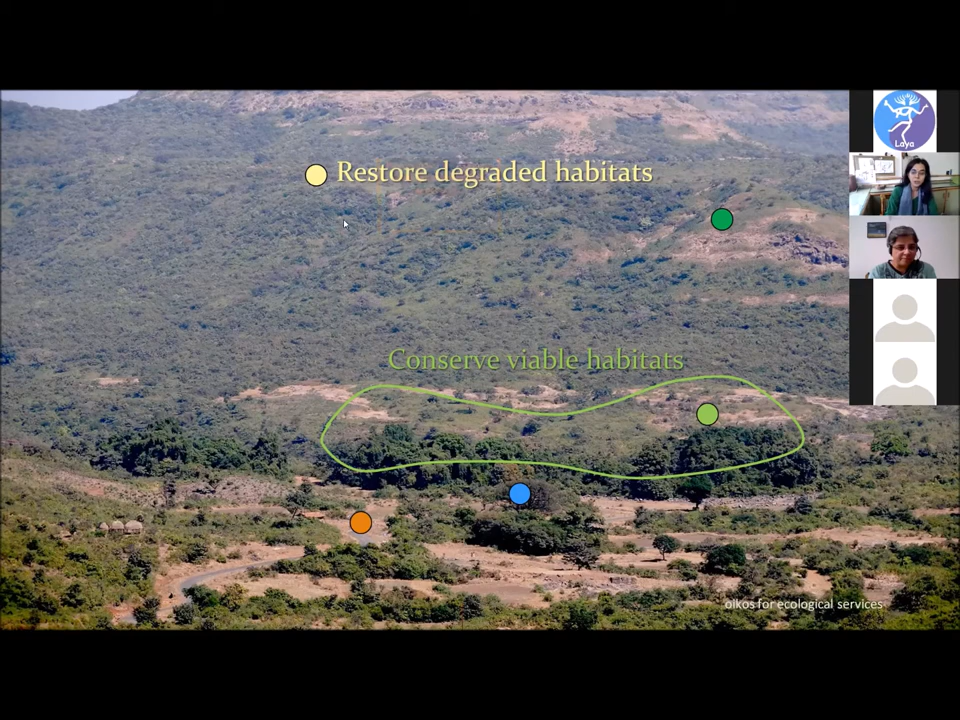 Restore degraded habitats
Conserve viable habitats
oikos for ecological services
Laya